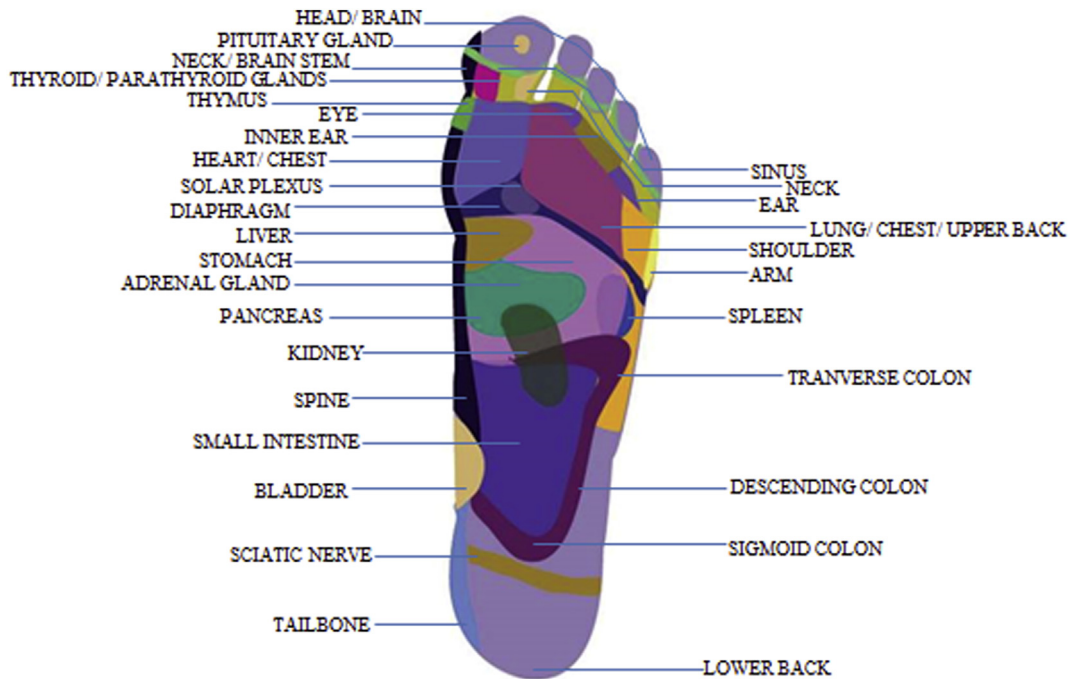 HEAD/ BRAIN
PITUITARY GLAND
NECK/ BRAIN STEM
THYROID/ PARATHYROID GLANDS
THYMUS
EYE
INNER EAR
HEART/ CHEST
SOLAR PLEXUS
DIAPHRAGM
LIVER
STOMACH
ADRENAL GLAND
PANCREAS
KIDNEY
SPINE
SMALL INTESTINE
BLADDER
SCIATIC NERVE
TAILBONE
SINUS
NECK
EAR
LUNG/ CHEST/ UPPER BACK
SHOULDER
ARM
SPLEEN
TRANVERSE COLON
DESCENDING COLON
SIGMOID COLON
LOWER BACK